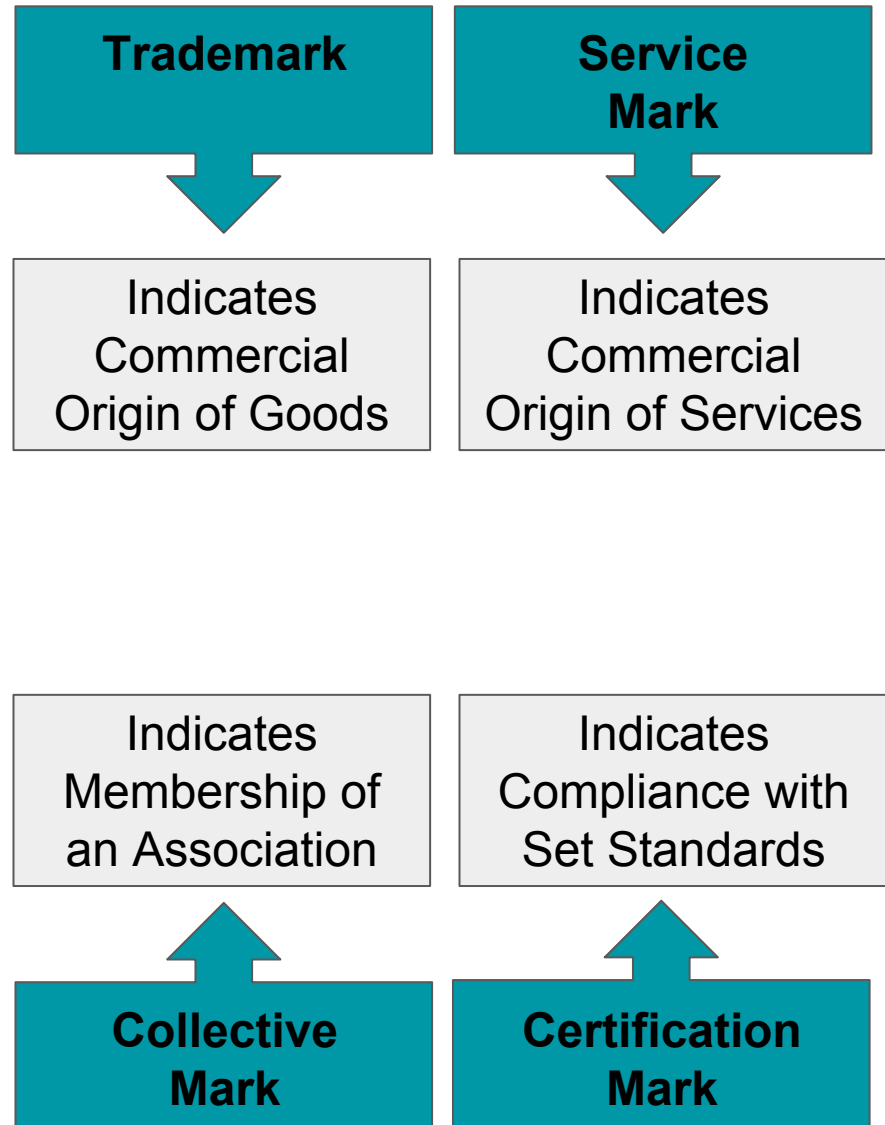 Trademark
Service
Mark
Indicates
Commercial
Origin of Goods
Indicates
Commercial
Origin of Services
Indicates
Membership of
an Association
Indicates
Compliance with
Set Standards
Collective
Mark
Certification
Mark